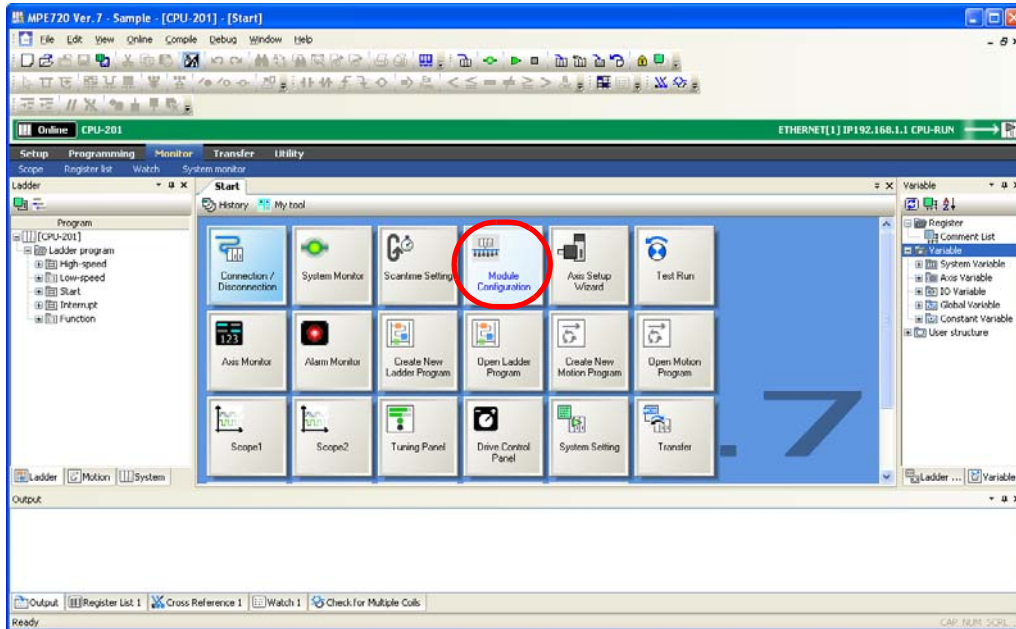 MPE720 Ver. 7 - Sample - [CPU-201] - [Start]
File Edit View Online Compile Debug Window Help
Online CPU-201 ETHERNET[1] IP192.168.1.1 CPU-RUN
Setup Programming Monitor Transfer Utility
Scope Register list Watch System monitor
Ladder
Program
[CPU-201]
Ladder program
High-speed
Low-speed
Start
Interrupt
Function
Ladder Motion System
Start
History My tool
Connection / Disconnection
System Monitor
Scantime Setting
Module Configuration
Axis Setup Wizard
Test Run
Axis Monitor
Alarm Monitor
Create New Ladder Program
Open Ladder Program
Create New Motion Program
Open Motion Program
Scope1
Scope2
Tuning Panel
Drive Control Panel
System Setting
Transfer
.7
Variable
Register
Comment List
Variable
System Variable
Axis Variable
IO Variable
Global Variable
Constant Variable
User structure
Ladder ... Variable
Output
Output Register List 1 Cross Reference 1 Watch 1 Check for Multiple Coils
Ready CAP NUM SCRL